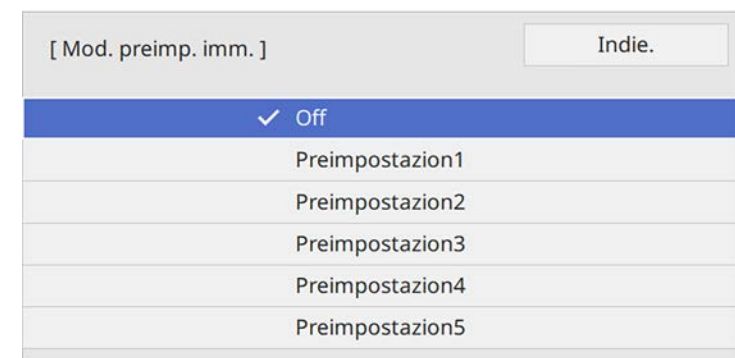 [ Mod. preimp. imm. ]
Indie.
Off
Preimpostazion1
Preimpostazion2
Preimpostazion3
Preimpostazion4
Preimpostazion5